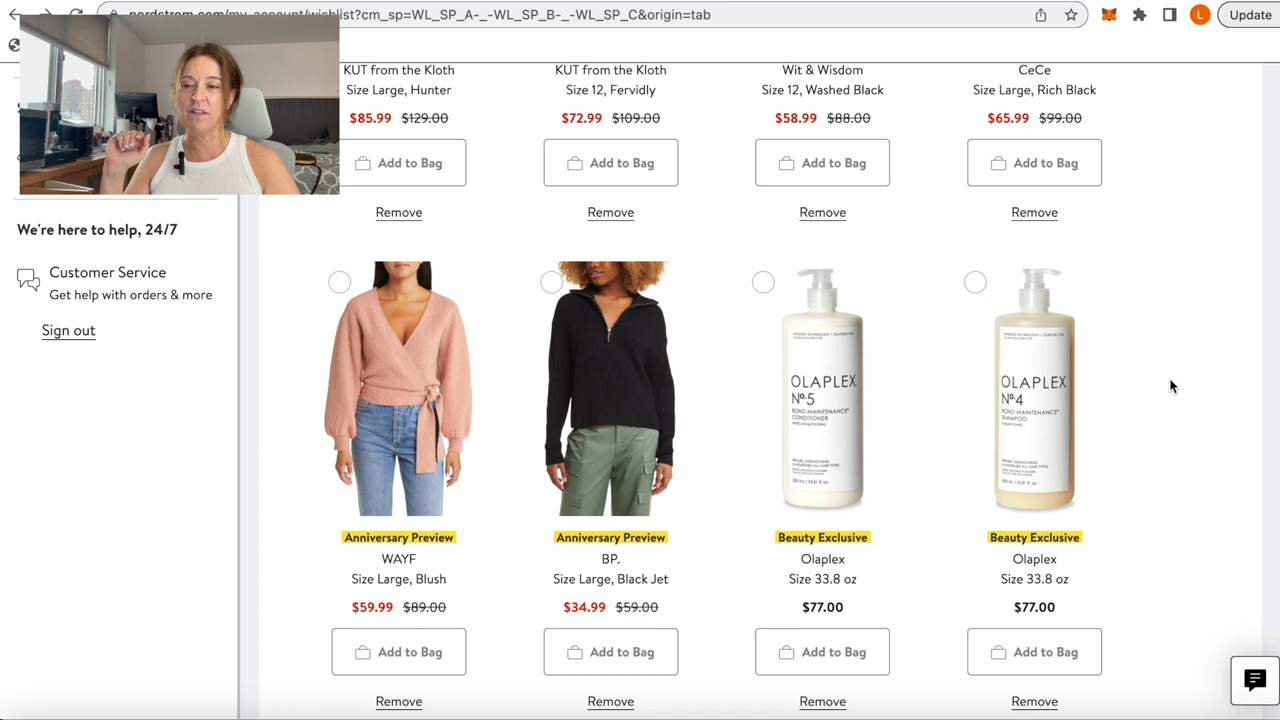 nordstrom.com/my-account/wishlist?cm_sp=WL_SP_A-_-WL_SP_B-_-WL_SP_C&origin=tab
L
Update
KUT from the Kloth
KUT from the Kloth
Wit & Wisdom
CeCe
Size Large, Hunter
Size 12, Fervidly
Size 12, Washed Black
Size Large, Rich Black
$85.99 $129.00
$72.99 $109.00
$58.99 $88.00
$65.99 $99.00
Add to Bag
Add to Bag
Add to Bag
Add to Bag
Remove
Remove
Remove
Remove
We're here to help, 24/7
Customer Service
Get help with orders & more
Sign out
OLAPLEX
Nº.5
BOND MAINTENANCE
CONDITIONER
OLAPLEX
Nº.4
BOND MAINTENANCE
SHAMPOO
Anniversary Preview
Anniversary Preview
Beauty Exclusive
Beauty Exclusive
WAYF
BP.
Olaplex
Olaplex
Size Large, Blush
Size Large, Black Jet
Size 33.8 oz
Size 33.8 oz
$59.99 $89.00
$34.99 $59.00
$77.00
$77.00
Add to Bag
Add to Bag
Add to Bag
Add to Bag
Remove
Remove
Remove
Remove